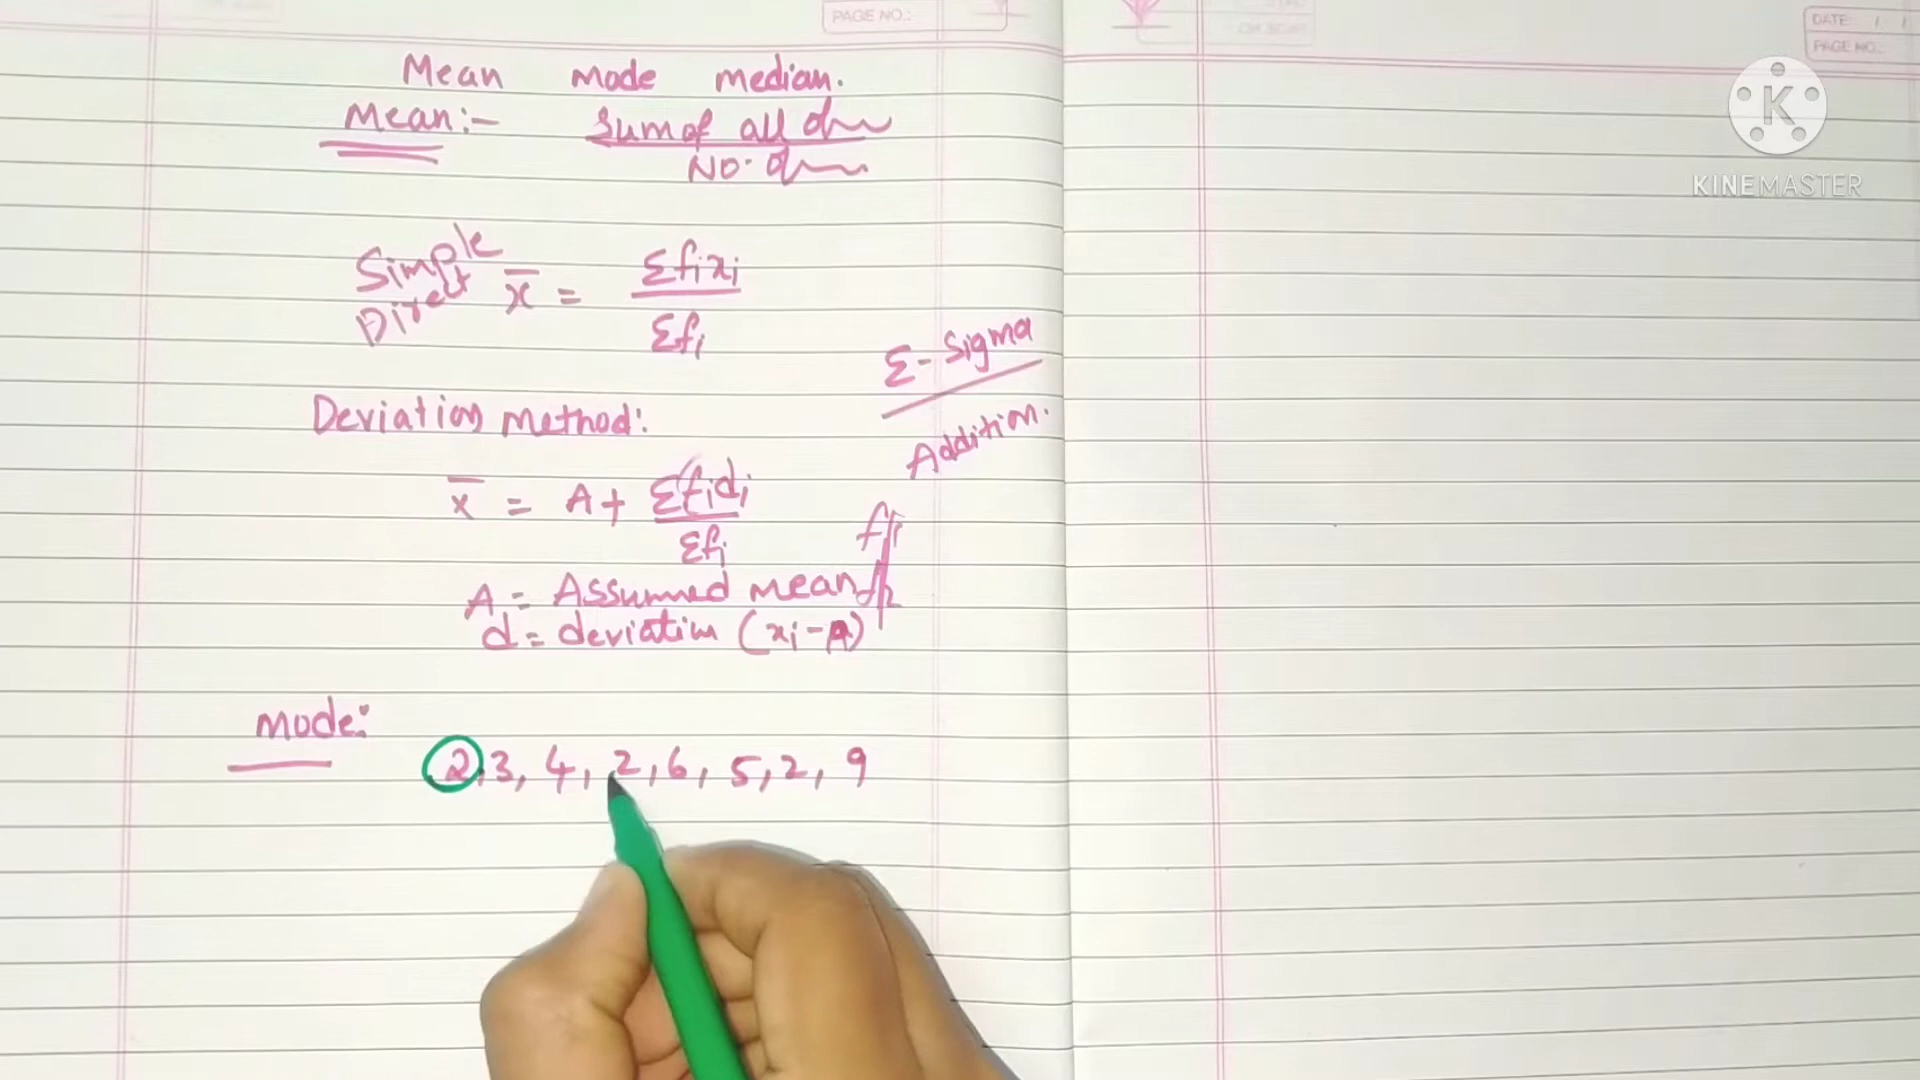 PAGE NO.:
DATE: / /
PAGE NO.:
Mean mode median.
Mean:- Sum of all
No.
Simple
Direct x̄ = Σfixi
Σfi
Σ-Sigma
Addition.
Deviation method:
x̄ = A+ Σfidi
Σfi
A = Assumed mean
d = deviation (xi-A)
Mode:
2,3, 4, 2,6, 5,2, 9
K
KINEMASTER